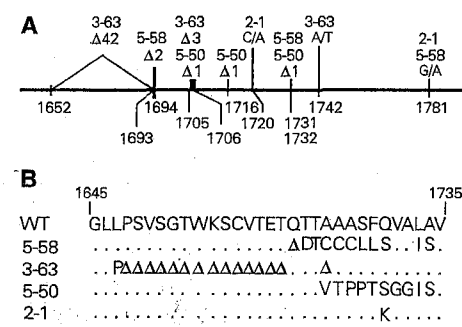 A
3-63 3-63 2-1 3-63 2-1
Δ42 5-58 Δ3 C/A 5-58 A/T 5-58
Δ2 5-50 5-50 5-50 G/A
Δ1 Δ1 Δ1
1652 1694 1716 1742 1781
1693 1705 1720 1731
1706 1732
B
1645 1735
WT GLLPSVSGTWKSCVTETQTTAAASFQVALAV
5-58 .................ΔDTCCCLLS..IS.
3-63 ..PΔΔΔΔΔΔΔΔΔΔΔΔΔΔ...Δ..........
5-50 ....................VTPPTSGGIS.
2-1 .........................K.....